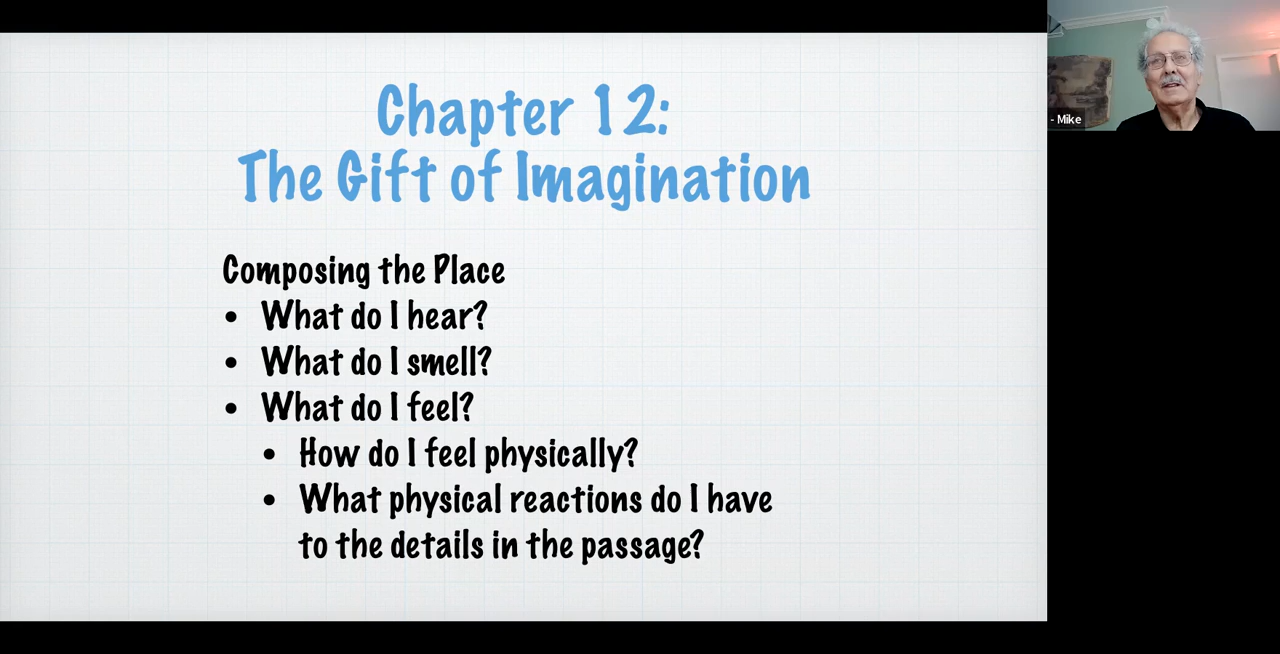 Chapter 12:
The Gift of Imagination
Composing the Place
• What do I hear?
• What do I smell?
• What do I feel?
• How do I feel physically?
• What physical reactions do I have
to the details in the passage?
- Mike